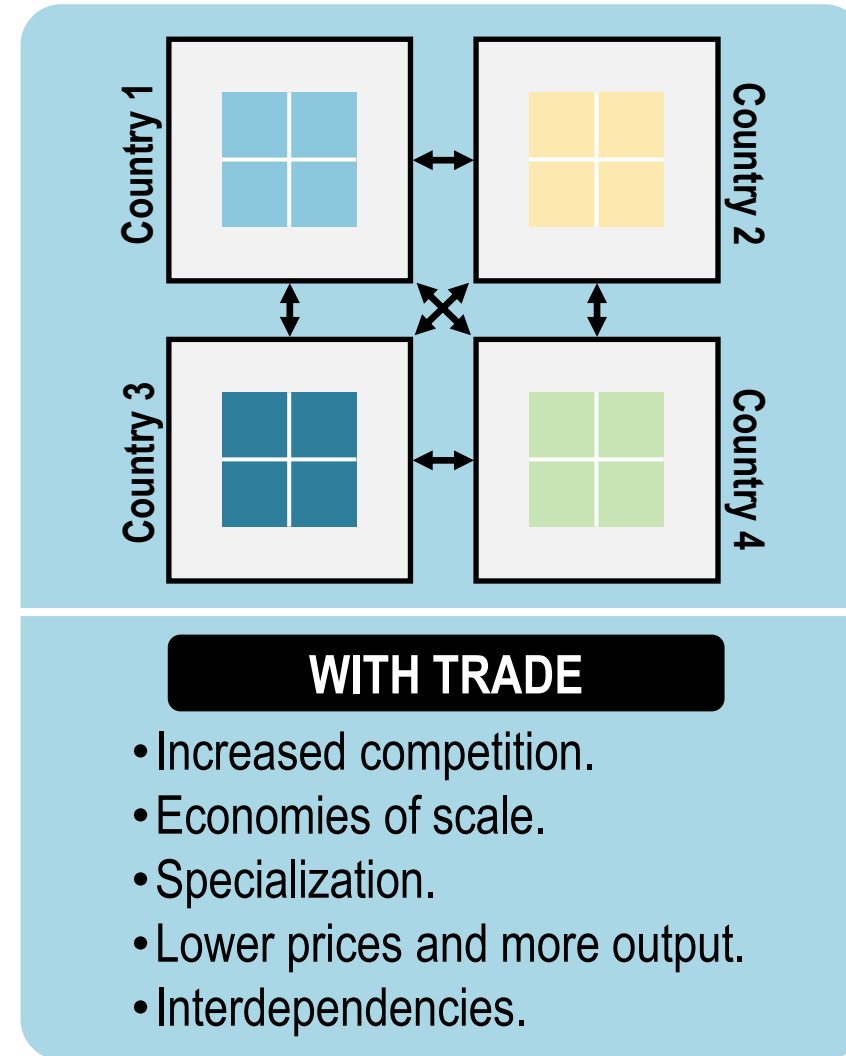 Country 1
Country 2
Country 3
Country 4
WITH TRADE
•Increased competition.
•Economies of scale.
•Specialization.
•Lower prices and more output.
•Interdependencies.